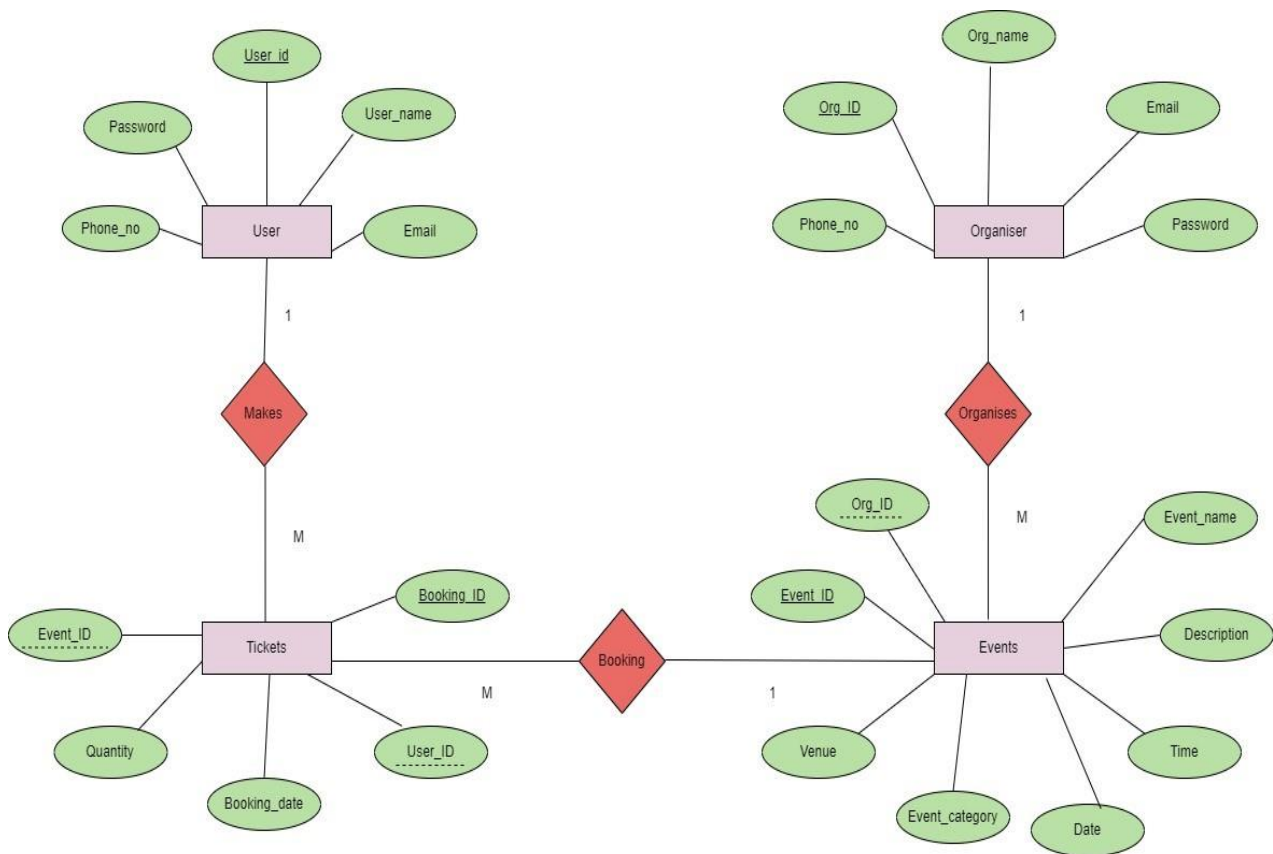 User_id
Password
User_name
Phone_no
User
Email
1
Makes
M
Booking_ID
Event_ID
Tickets
Quantity
Booking_date
User_ID
M
Booking
1
Org_name
Org_ID
Email
Phone_no
Organiser
Password
1
Organises
M
Org_ID
Event_name
Event_ID
Events
Description
Venue
Time
Event_category
Date